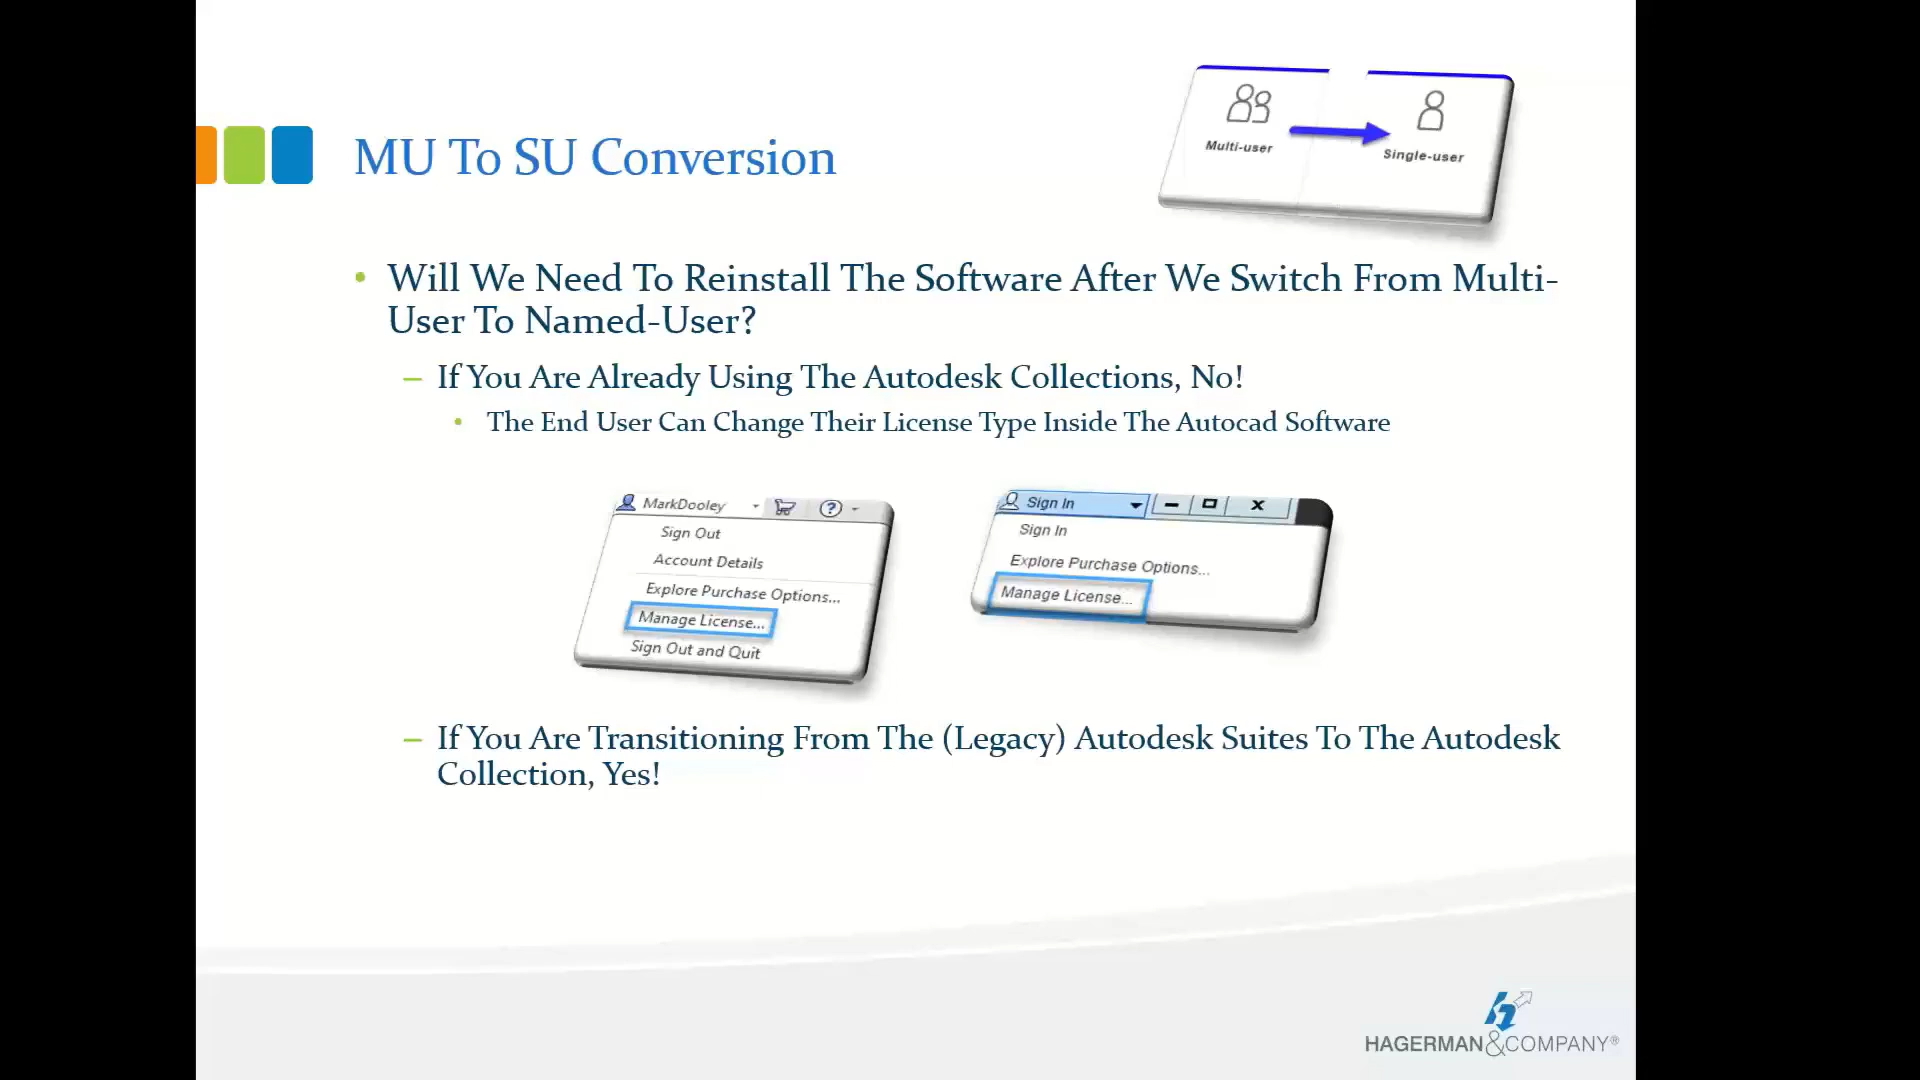 Multi-user
Single-user
MU To SU Conversion
• Will We Need To Reinstall The Software After We Switch From Multi-
User To Named-User?
– If You Are Already Using The Autodesk Collections, No!
• The End User Can Change Their License Type Inside The Autocad Software
MarkDooley
Sign Out
Account Details
Explore Purchase Options...
Manage License...
Sign Out and Quit
Sign In
Sign In
Explore Purchase Options...
Manage License...
– If You Are Transitioning From The (Legacy) Autodesk Suites To The Autodesk
Collection, Yes!
HAGERMAN&COMPANY®